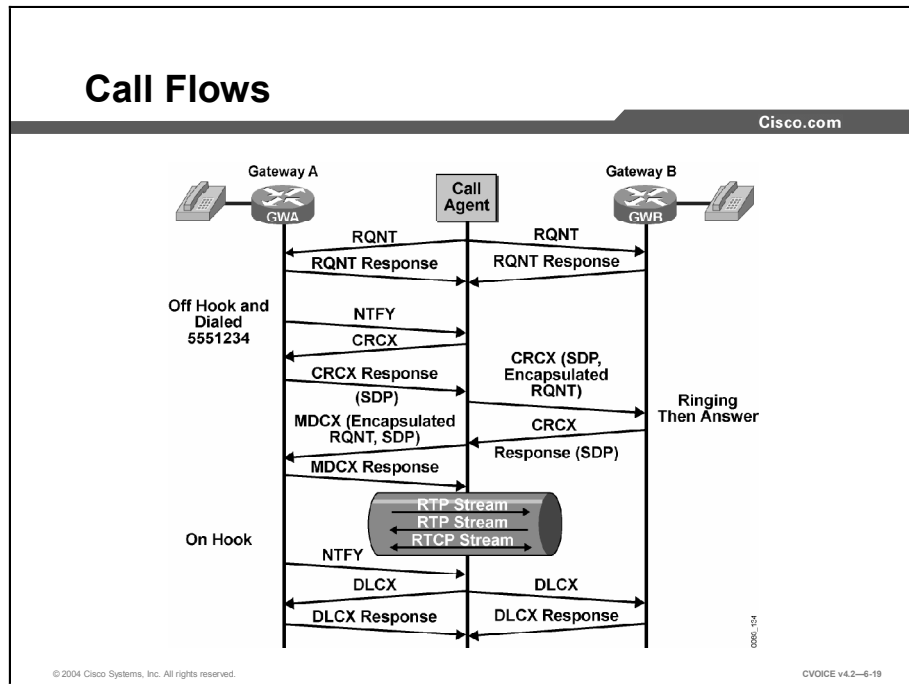 Call Flows
Cisco.com
Gateway A
Call
Agent
Gateway B
GWA
GWB
RQNT
RQNT
RQNT Response
RQNT Response
Off Hook and
Dialed
5551234
NTFY
CRCX
CRCX Response
(SDP)
CRCX (SDP,
Encapsulated
RQNT)
Ringing
Then Answer
MDCX (Encapsulated
RQNT, SDP)
CRCX
Response (SDP)
MDCX Response
RTP Stream
RTP Stream
RTCP Stream
On Hook
NTFY
DLCX
DLCX
DLCX Response
DLCX Response
0080_134
© 2004 Cisco Systems, Inc. All rights reserved.
CVOICE v4.2—6-19